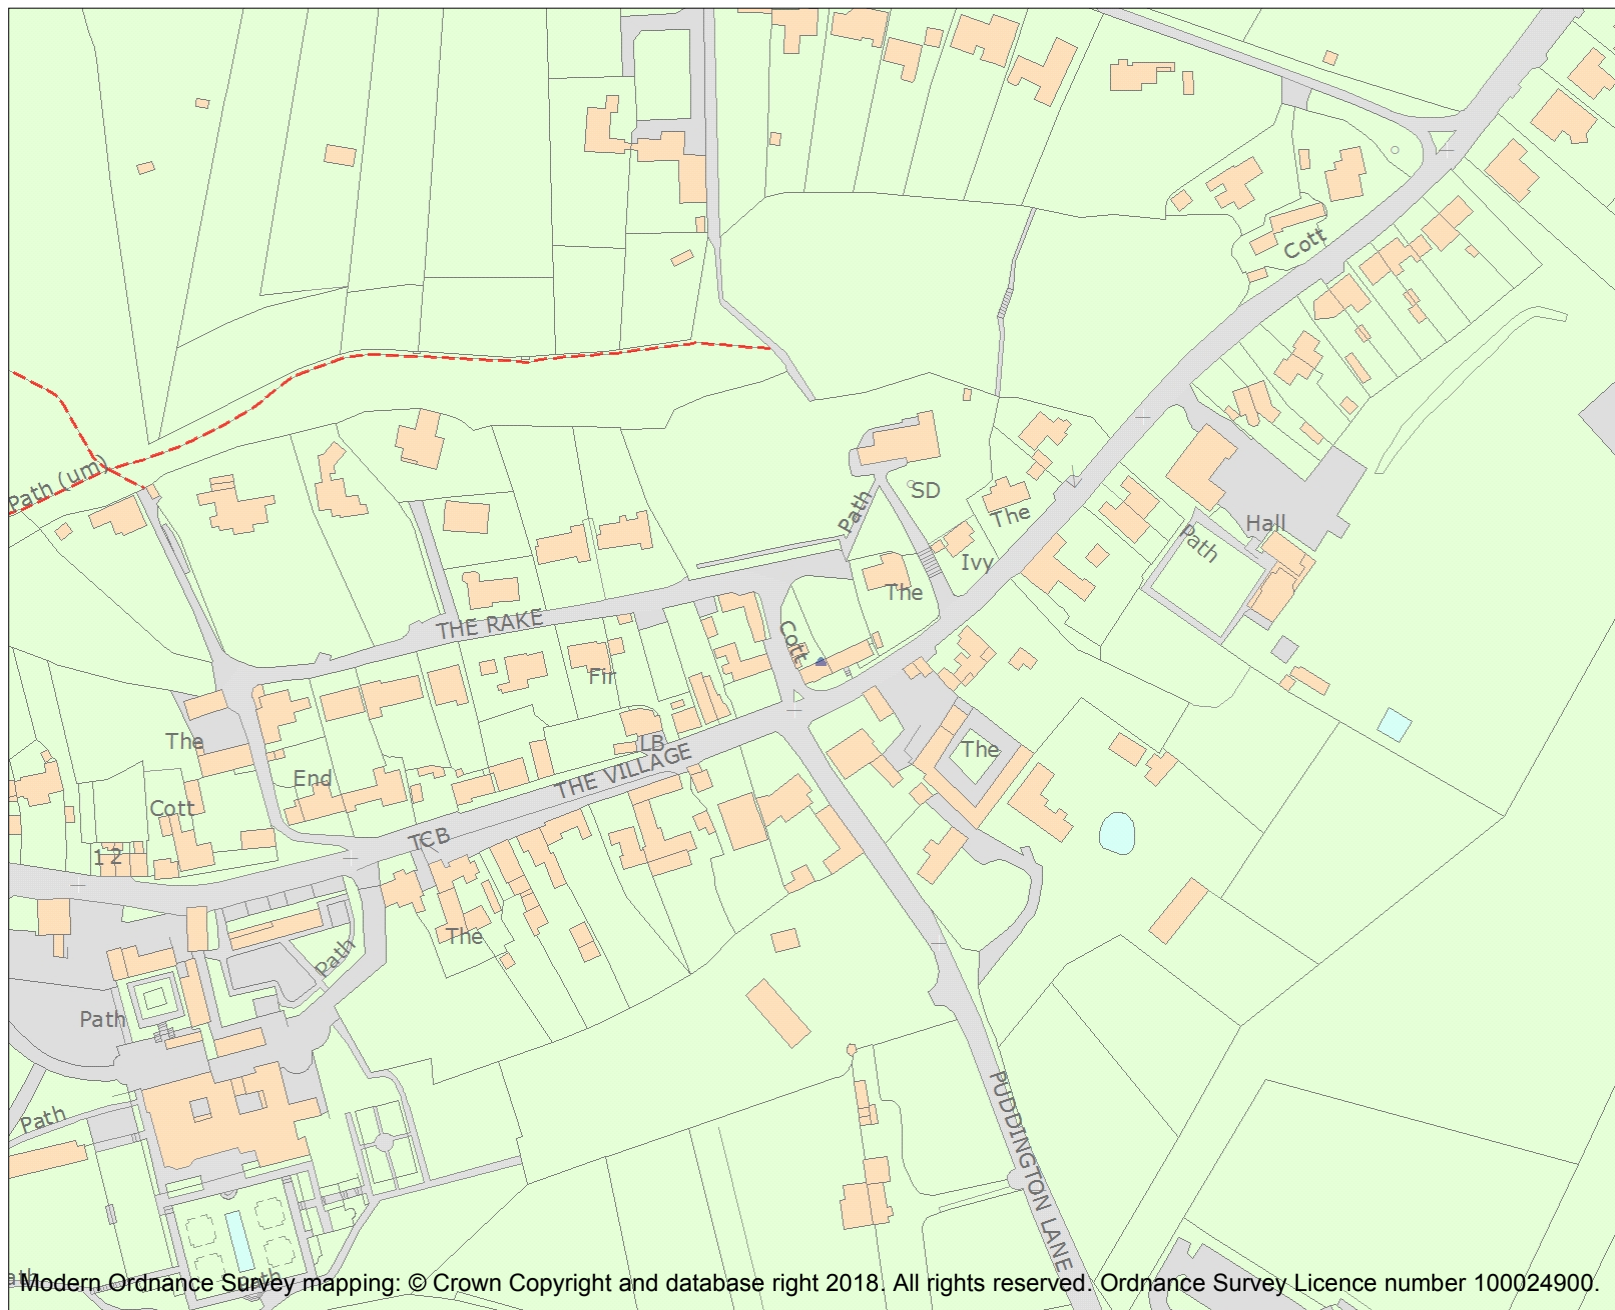 Cott
Path (um)
Path
SD
The
Hall
Path
Ivy
The
THE RAKE
Cott
Fir
The
LB
The
End
THE VILLAGE
Cott
TCB
1 2
The
Path
Path
Path
PUDDINGTON LANE
Modern Ordnance Survey mapping: © Crown Copyright and database right 2018. All rights reserved. Ordnance Survey Licence number 100024900.